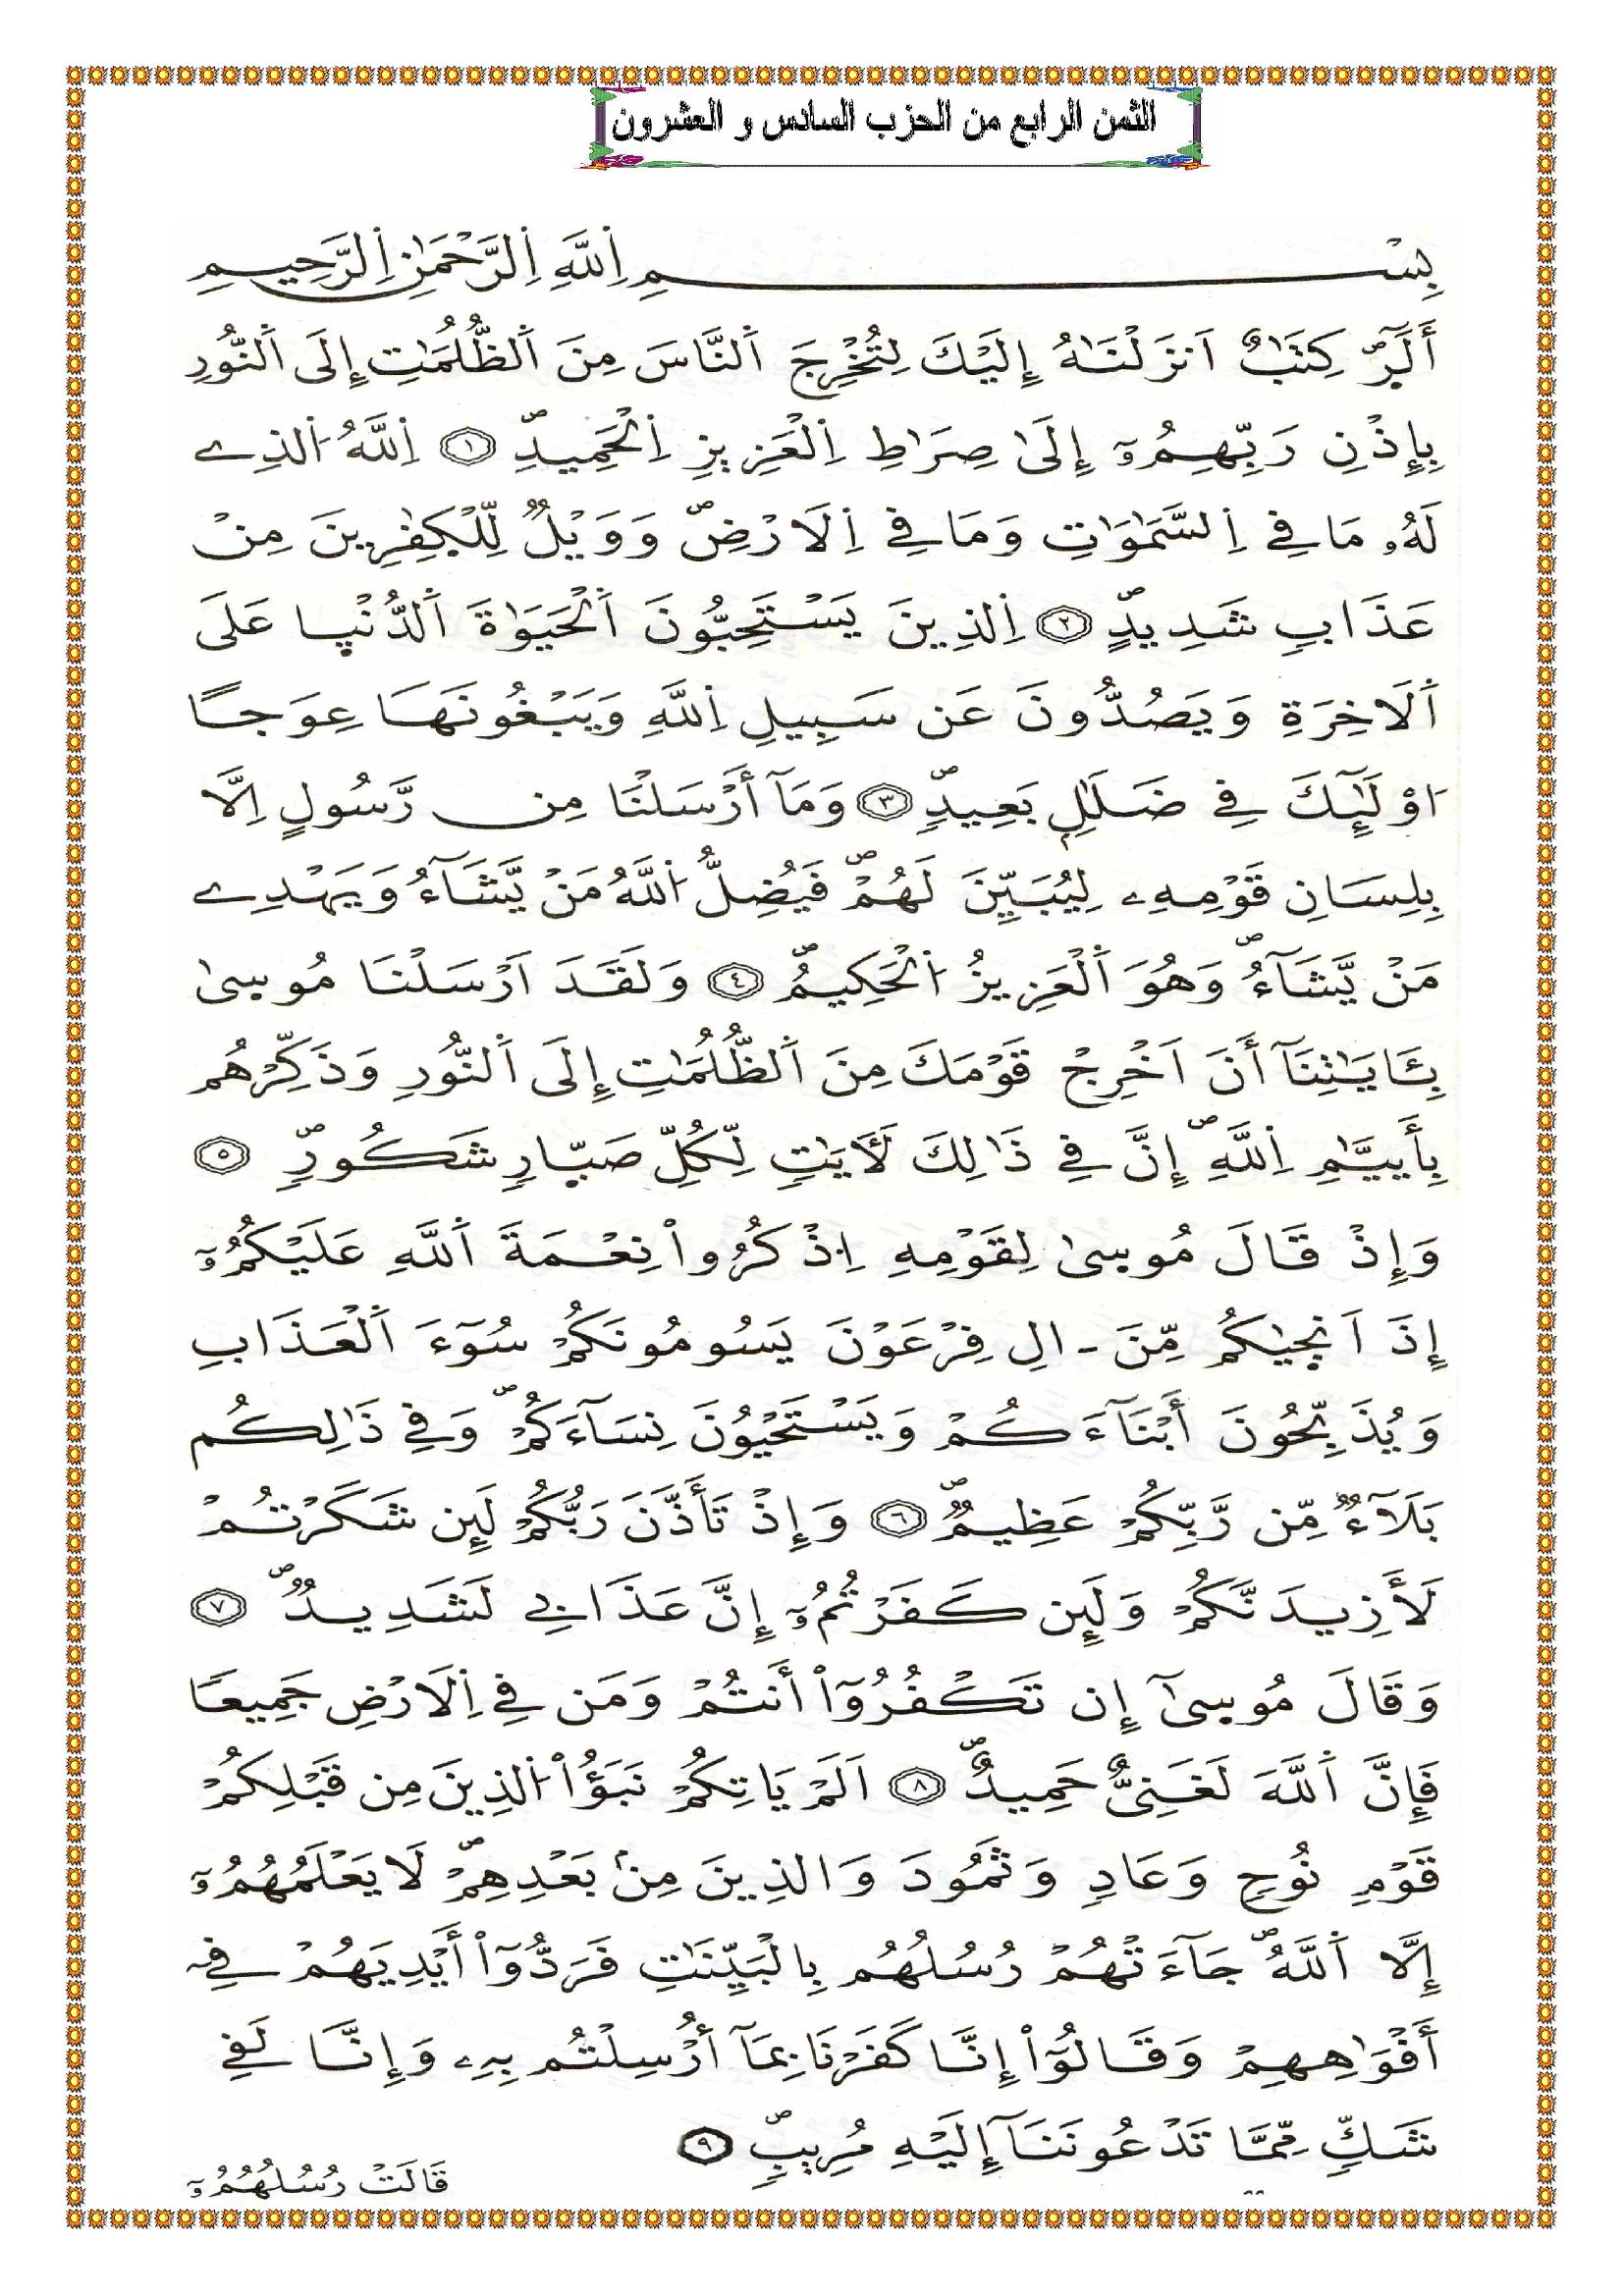 الثمن الرابع من الحزب السادس و العشرون
بِسْمِ اِ۬للَّهِ اِ۬لرَّحْمَٰنِ اِ۬لرَّحِيمِ
أَلَٓرۖ كِتَٰبٌ اَنزَلْنَٰهُ إِلَيْكَ لِتُخْرِجَ اَ۬لنَّاسَ مِنَ اَ۬لظُّلُمَٰتِ إِلَى اَ۬لنُّورِ
بِإِذْنِ رَبِّهِمُۥٓ إِلَىٰ صِرَٰطِ اِ۬لْعَزِيزِ اِ۬لْحَمِيدِۖ ١ اِ۬للَّهُ اُ۬لذِے
لَهُۥ مَا فِے اِ۬لسَّمَٰوَٰتِ وَمَا فِے اِ۬لَارْضِۖ وَوَيْلٌ لِّلْكٰ۪فِرِينَ مِنْ
عَذَابٍ شَدِيدٍۖ ٢ اِ۬لذِينَ يَسْتَحِبُّونَ اَ۬لْحَيَوٰةَ اَ۬لدُّنْي۪ا عَلَى
اَ۬لَاخِرَةِ وَيَصُدُّونَ عَن سَبِيلِ اِ۬للَّهِ وَيَبْغُونَهَا عِوَجاً
اوْلَٰٓئِكَ فِے ضَلَٰلِۢ بَعِيدٍۖ ٣ وَمَآ أَرْسَلْنَا مِن رَّسُولٍ اِلَّا
بِلِسَانِ قَوْمِهِۦ لِيُبَيِّنَ لَهُمْۖ فَيُضِلُّ اُ۬للَّهُ مَنْ يَّشَآءُ وَيَهْدِے
مَنْ يَّشَآءُۖ وَهُوَ اَ۬لْعَزِيزُ اُ۬لْحَكِيمُۖ ٤ وَلَقَدَ اَرْسَلْنَا مُوس۪ىٰ
بِـَٔايَٰتِنَآ أَنَ اَخْرِجْ قَوْمَكَ مِنَ اَ۬لظُّلُمَٰتِ إِلَى اَ۬لنُّورِ وَذَكِّرْهُم
بِأَيَّيٰمِ اِ۬للَّهِۖ إِنَّ فِے ذَٰلِكَ لَأٓيَٰتٍ لِّكُلِّ صَبّ۪ارٍ شَكُورٍۖ ٥
وَإِذْ قَالَ مُوس۪ىٰ لِقَوْمِهِ اِ۟ذْكُرُواْ نِعْمَةَ اَ۬للَّهِ عَلَيْكُمُۥٓ
إِذَ اَنج۪يٰكُم مِّنَ ـ الِ فِرْعَوْنَ يَسُومُونَكُمْ سُوٓءَ اَ۬لْعَذَابِ
وَيُذَبِّحُونَ أَبْنَآءَكُمْ وَيَسْتَحْيُونَ نِسَآءَكُمْۖ وَفِے ذَٰلِكُم
بَلَآءٌ مِّن رَّبِّكُمْ عَظِيمٌۖ ٦ وَإِذْ تَأَذَّنَ رَبُّكُمْ لَئِن شَكَرْتُمْ
لَأَزِيدَنَّكُمْ وَلَئِن كَفَرْتُمُۥٓ إِنَّ عَذَابِے لَشَدِيدٌۖ ٧
وَقَالَ مُوس۪ىٰٓ إِن تَكْفُرُوٓاْ أَنتُمْ وَمَن فِے اِ۬لَارْضِ جَمِيعاً
فَإِنَّ اَ۬للَّهَ لَغَنِيٌّ حَمِيدٌۖ ٨ اَلَمْ يَاتِكُمْ نَبَؤُاْ اُ۬لذِينَ مِن قَبْلِكُمْ
قَوْمِ نُوحٍ وَعَادٍ وَثَمُودَ وَالذِينَ مِنۢ بَعْدِهِمْۖ لَا يَعْلَمُهُمُۥٓ
إِلَّا اَ۬للَّهُۖ جَآءَتْهُمْ رُسُلُهُم بِالْبَيِّنَٰتِ فَرَدُّوٓاْ أَيْدِيَهُمْ فِےٓ
أَفْوَٰهِهِمْ وَقَالُوٓاْ إِنَّا كَفَرْنَا بِمَآ أُرْسِلْتُم بِهِۦ وَإِنَّا لَفِے
شَكٍّ مِّمَّا تَدْعُونَنَآ إِلَيْهِ مُرِيبٍۖ ٩
قَالَتْ رُسُلُهُمُۥٓ